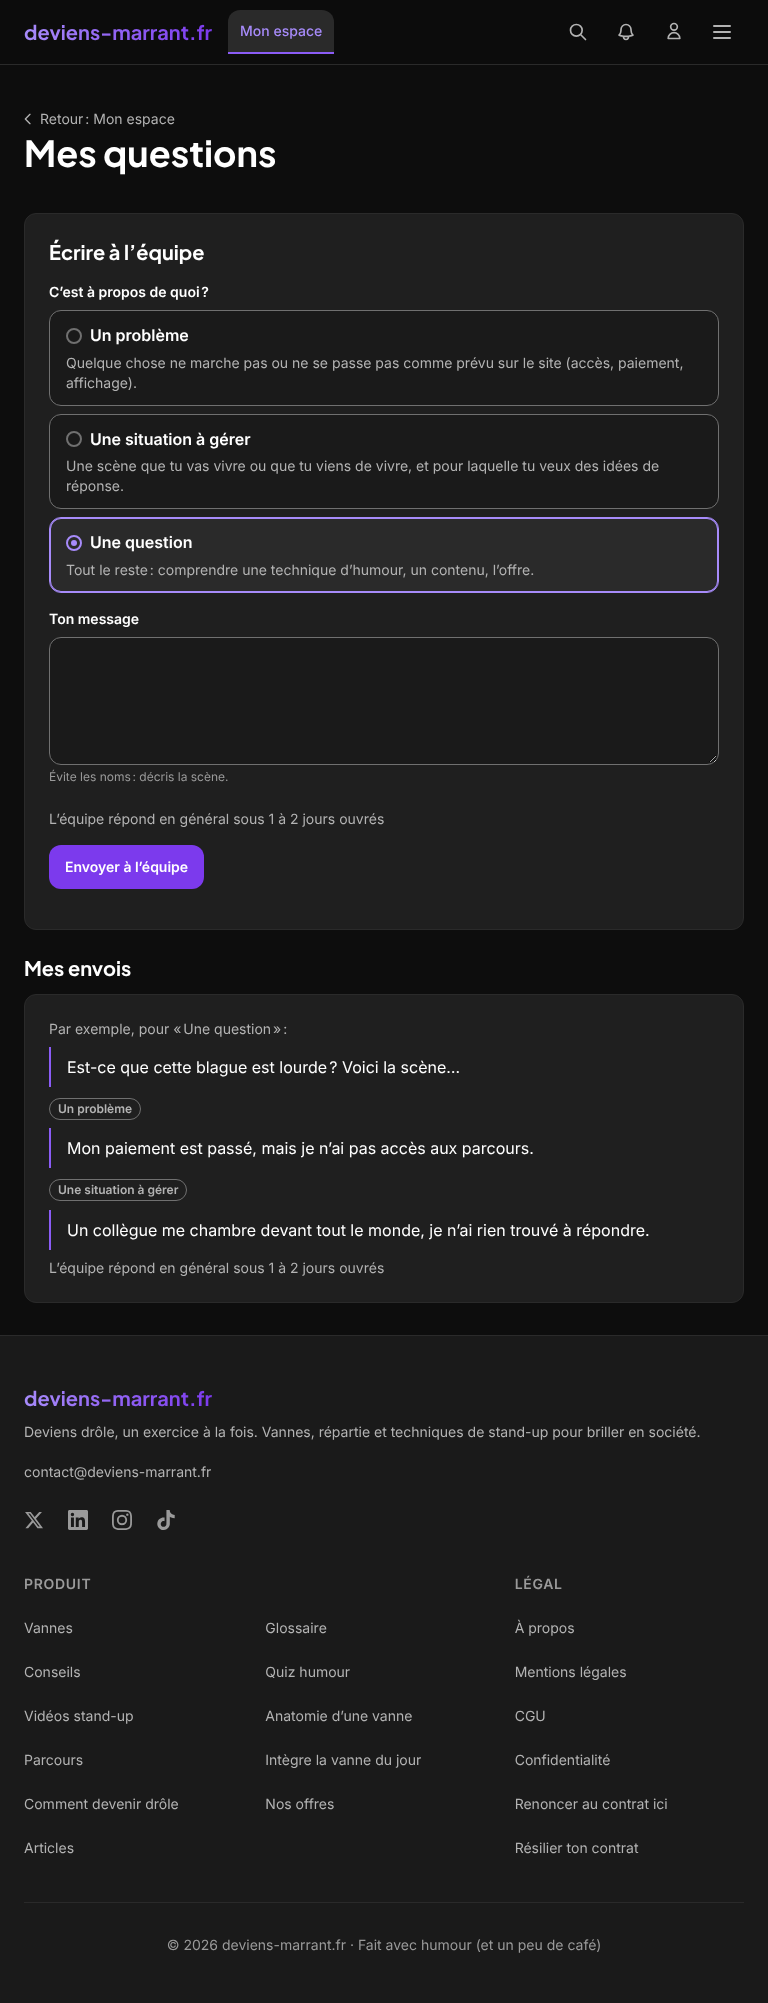 deviens-marrant.fr
Mon espace
Retour : Mon espace
Mes questions
Écrire à l’équipe
C’est à propos de quoi ?
Un problème
Quelque chose ne marche pas ou ne se passe pas comme prévu sur le site (accès, paiement,
affichage).
Une situation à gérer
Une scène que tu vas vivre ou que tu viens de vivre, et pour laquelle tu veux des idées de
réponse.
Une question
Tout le reste : comprendre une technique d’humour, un contenu, l’offre.
Ton message
Évite les noms : décris la scène.
L’équipe répond en général sous 1 à 2 jours ouvrés
Envoyer à l’équipe
Mes envois
Par exemple, pour « Une question » :
Est-ce que cette blague est lourde ? Voici la scène…
Un problème
Mon paiement est passé, mais je n’ai pas accès aux parcours.
Une situation à gérer
Un collègue me chambre devant tout le monde, je n’ai rien trouvé à répondre.
L’équipe répond en général sous 1 à 2 jours ouvrés
deviens-marrant.fr
Deviens drôle, un exercice à la fois. Vannes, répartie et techniques de stand-up pour briller en société.
contact@deviens-marrant.fr
PRODUIT
Vannes
Conseils
Vidéos stand-up
Parcours
Comment devenir drôle
Articles
Glossaire
Quiz humour
Anatomie d’une vanne
Intègre la vanne du jour
Nos offres
LÉGAL
À propos
Mentions légales
CGU
Confidentialité
Renoncer au contrat ici
Résilier ton contrat
© 2026 deviens-marrant.fr · Fait avec humour (et un peu de café)